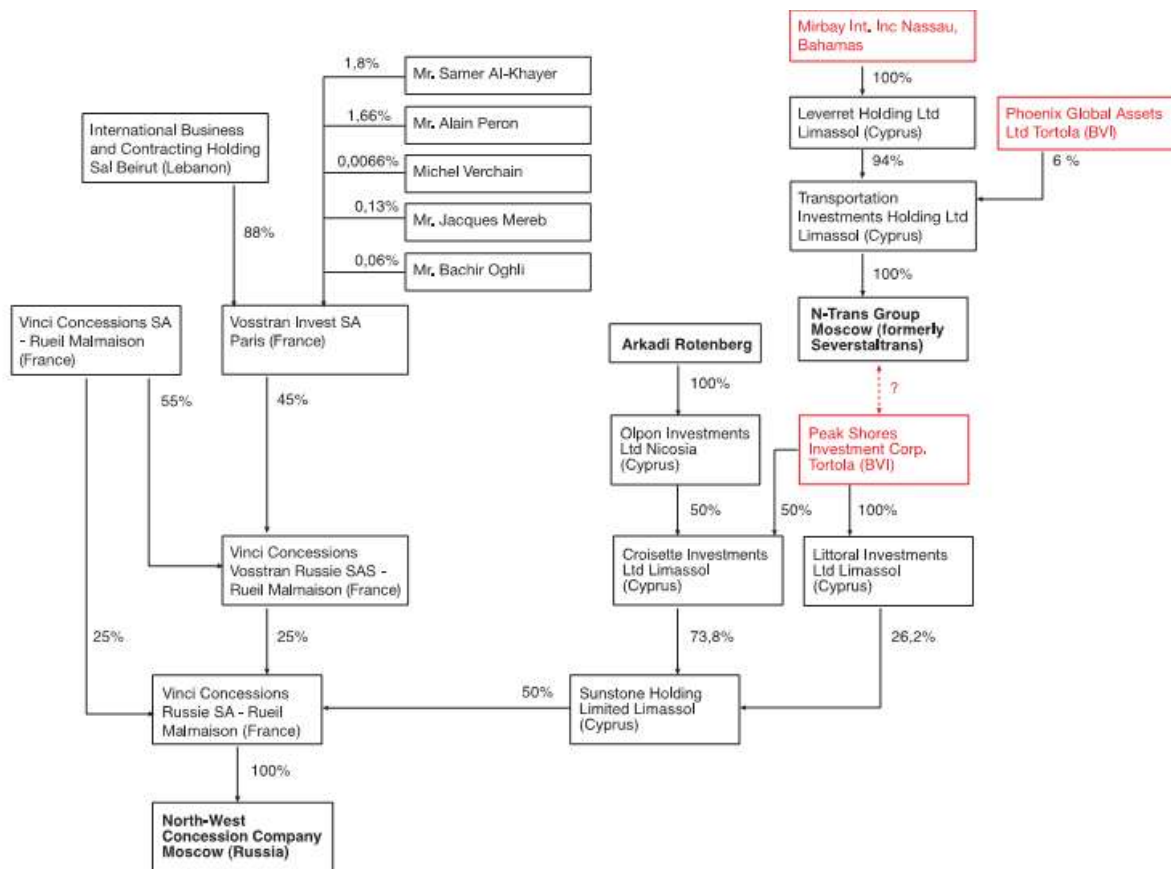 Mirbay Int. Inc Nassau,
Bahamas
1,8%
Mr. Samer Al-Khayer
100%
International Business
and Contracting Holding
Sal Beirut (Lebanon)
1,66%
Mr. Alain Peron
Leverret Holding Ltd
Limassol (Cyprus)
Phoenix Global Assets
Ltd Tortola (BVI)
0,0066%
Michel Verchain
94%
6 %
88%
0,13%
Mr. Jacques Mereb
Transportation
Investments Holding Ltd
Limassol (Cyprus)
0,06%
Mr. Bachir Oghli
100%
Vinci Concessions SA
- Rueil Malmaison
(France)
Vosstran Invest SA
Paris (France)
Arkadi Rotenberg
N-Trans Group
Moscow (formerly
Severstaltrans)
55%
45%
100%
?
Olpon Investments
Ltd Nicosia
(Cyprus)
Peak Shores
Investment Corp.
Tortola (BVI)
50%
50%
100%
Vinci Concessions
Vosstran Russie SAS -
Rueil Malmaison (France)
Croisette Investments
Ltd Limassol
(Cyprus)
Littoral Investments
Ltd Limassol
(Cyprus)
25%
25%
73,8%
26,2%
Vinci Concessions
Russie SA - Rueil
Malmaison (France)
50%
Sunstone Holding
Limited Limassol
(Cyprus)
100%
North-West
Concession Company
Moscow (Russia)